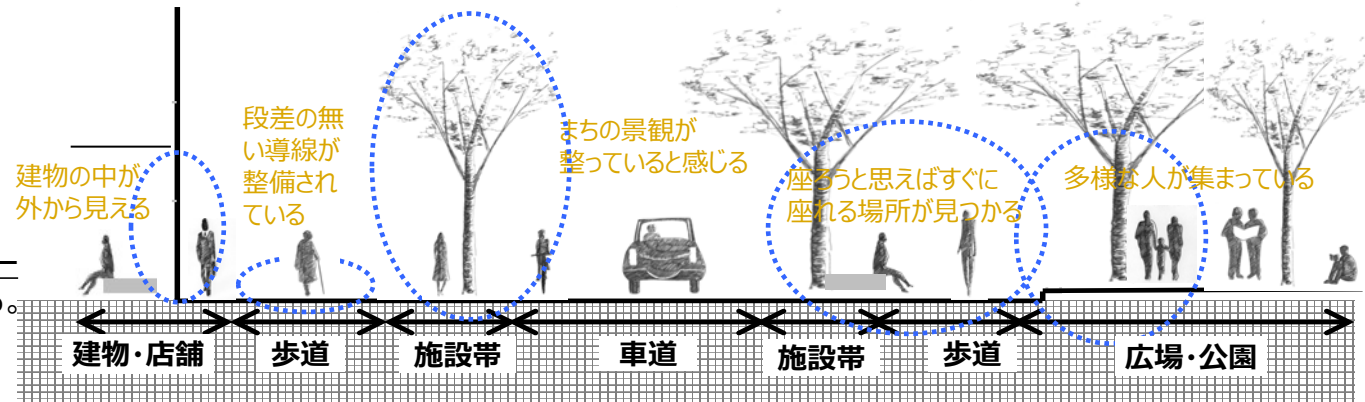 建物の中が
外から見える
段差の無
い導線が
整備され
ている
まちの景観が
整っていると感じる
座ろうと思えばすぐに
座れる場所が見つかる
多様な人が集まっている
建物・店舗
歩道
施設帯
車道
施設帯
歩道
広場・公園